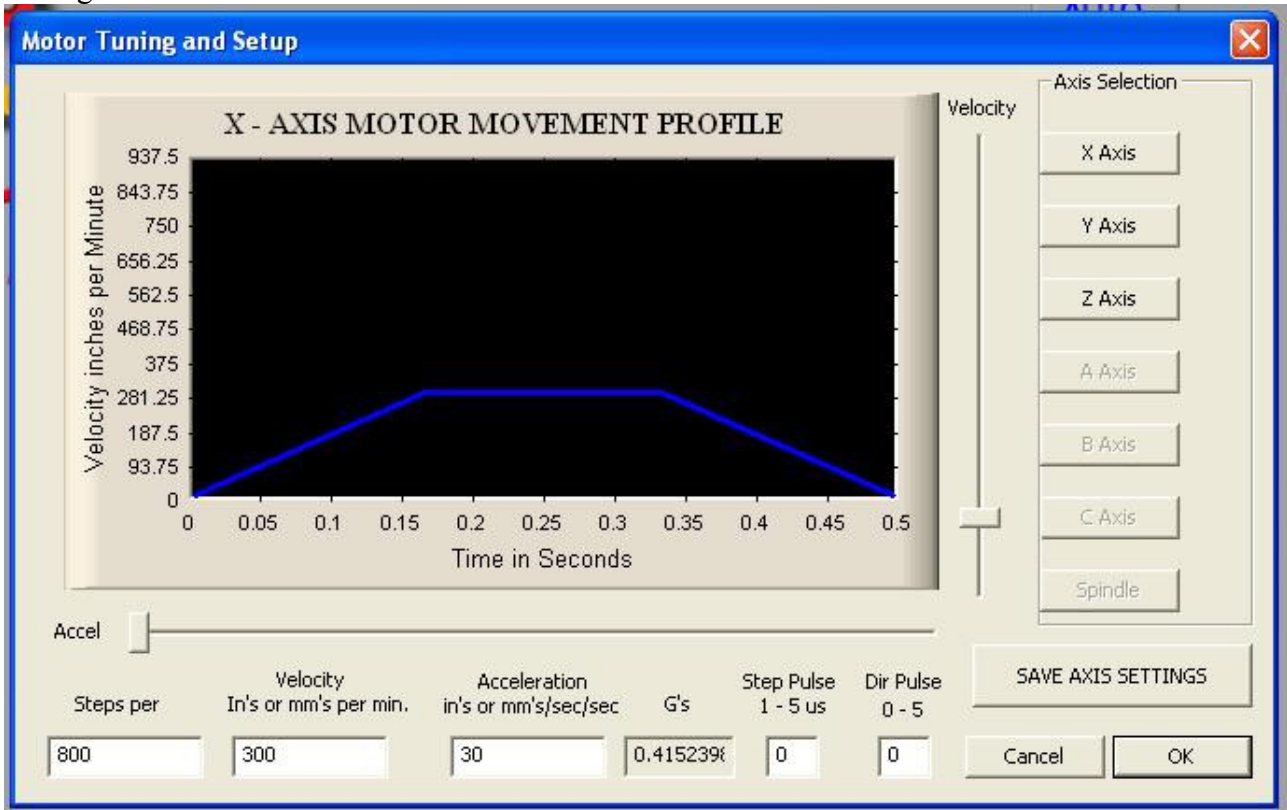 AUTO
Motor Tuning and Setup
Axis Selection
X - AXIS MOTOR MOVEMENT PROFILE
Velocity
Velocity inches per Minute
937.5
843.75
750
656.25
562.5
468.75
375
281.25
187.5
93.75
0
0 0.05 0.1 0.15 0.2 0.25 0.3 0.35 0.4 0.45 0.5
Time in Seconds
X Axis
Y Axis
Z Axis
A Axis
B Axis
C Axis
Spindle
Accel
Steps per
Velocity
In's or mm's per min.
Acceleration
in's or mm's/sec/sec
G's
Step Pulse
1 - 5 us
Dir Pulse
0 - 5
800
300
30
0.4152398
0
0
SAVE AXIS SETTINGS
Cancel
OK